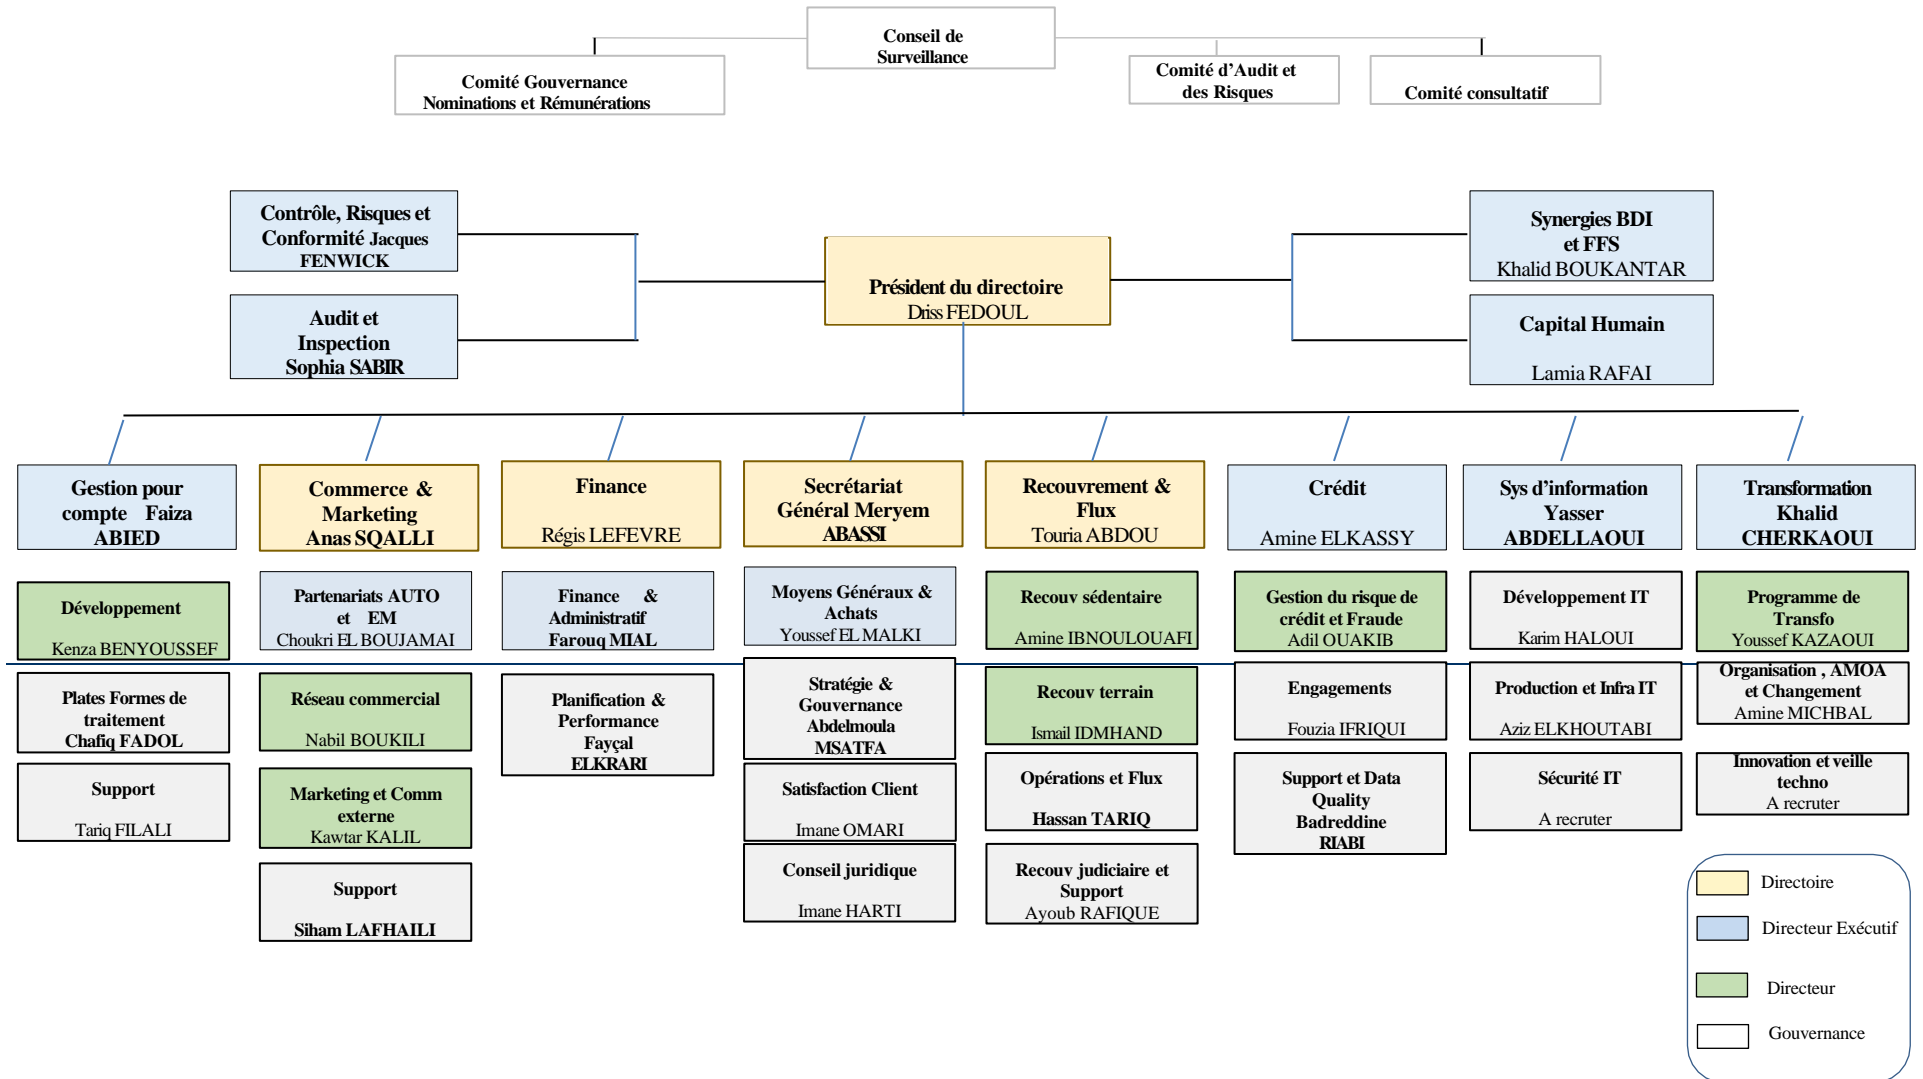 Conseil de
Surveillance
Comité Gouvernance
Nominations et Rémunérations
Comité d’Audit et
des Risques
Comité consultatif
Contrôle, Risques et
Conformité Jacques
FENWICK
Audit et
Inspection
Sophia SABIR
Président du directoire
Driss FEDOUL
Synergies BDI
et FFS
Khalid BOUKANTAR
Capital Humain
Lamia RAFAI
Gestion pour
compte Faiza
ABIED
Commerce &
Marketing
Anas SQALLI
Finance
Régis LEFEVRE
Secrétariat
Général Meryem
ABASSI
Recouvrement &
Flux
Touria ABDOU
Crédit
Amine ELKASSY
Sys d’information
Yasser
ABDELLAOUI
Transformation
Khalid
CHERKAOUI
Développement
Kenza BENYOUSSEF
Partenariats AUTO
et EM
Choukri EL BOUJAMAI
Finance &
Administratif
Farouq MIAL
Moyens Généraux &
Achats
Youssef EL MALKI
Recouv sédentaire
Amine IBNOULOUAFI
Gestion du risque de
crédit et Fraude
Adil OUAKIB
Développement IT
Karim HALOUI
Programme de
Transfo
Youssef KAZAOUI
Plates Formes de
traitement
Chafiq FADOL
Réseau commercial
Nabil BOUKILI
Planification &
Performance
Fayçal
ELKRARI
Stratégie &
Gouvernance
Abdelmoula
MSATFA
Recouv terrain
Ismail IDMHAND
Engagements
Fouzia IFRIQUI
Production et Infra IT
Aziz ELKHOUTABI
Organisation , AMOA
et Changement
Amine MICHBAL
Support
Tariq FILALI
Marketing et Comm
externe
Kawtar KALIL
Satisfaction Client
Imane OMARI
Opérations et Flux
Hassan TARIQ
Support et Data
Quality
Badreddine
RIABI
Sécurité IT
A recruter
Innovation et veille
techno
A recruter
Support
Siham LAFHAILI
Conseil juridique
Imane HARTI
Recouv judiciaire et
Support
Ayoub RAFIQUE
Directoire
Directeur Exécutif
Directeur
Gouvernance